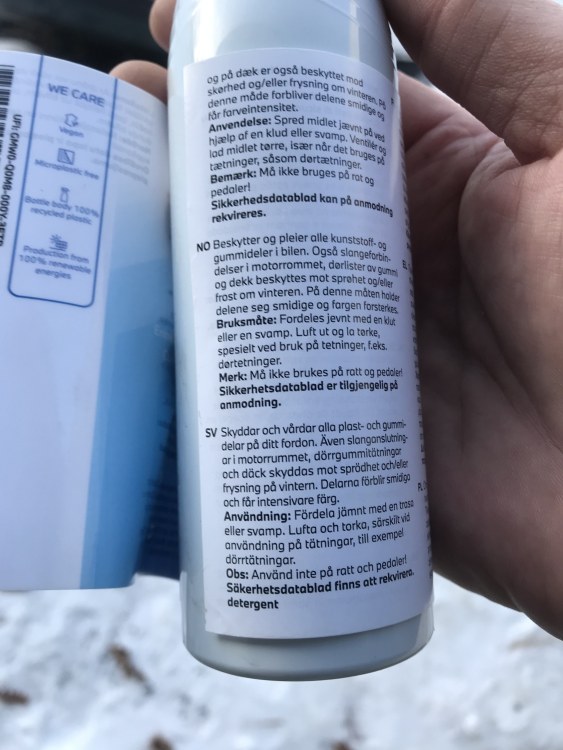 WE CARE
Vegan
Microplastic free
Bottle body 100%
recycled plastic
Production from
100% renewable
energies
og på dæk er også beskyttet mod
skørhed og/eller frysning om vinteren. På
denne måde forbliver delene smidige og
får farveintensitet.
Anvendelse: Spred midlet jævnt på ved
hjælp af en klud eller svamp. Ventilér og
lad midlet tørre, især når det bruges på
tætninger, såsom dørtætninger.
Bemærk: Må ikke bruges på rat og
pedaler!
Sikkerhedsdatablad kan på anmodning
rekvireres.
NO Beskytter og pleier alle kunststoff- og
gummideler i bilen. Også slangeforbin-
delser i motorrommet, dørlister av gummi
og dekk beskyttes mot sprøhet og/eller
frost om vinteren. På denne måten holder
delene seg smidige og fargen forsterkes.
Bruksmåte: Fordeles jevnt med en klut
eller en svamp. Luft ut og la tørke,
spesielt ved bruk på tetninger, f.eks.
dørtetninger.
Merk: Må ikke brukes på ratt og pedaler!
Sikkerhetsdatablad er tilgjengelig på
anmodning.
SV Skyddar och vårdar alla plast- och gummi-
delar på ditt fordon. Även slanganslutning-
ar i motorrummet, dörrgummitätningar
och däck skyddas mot sprödhet och/eller
frysning på vintern. Delarna förblir smidiga
och får intensivare färg.
Användning: Fördela jämnt med en trasa
eller svamp. Lufta och torka, särskilt vid
användning på tätningar, till exempel
dörrtätningar.
Obs: Använd inte på ratt och pedaler!
Säkerhetsdatablad finns att rekvirera.
detergent